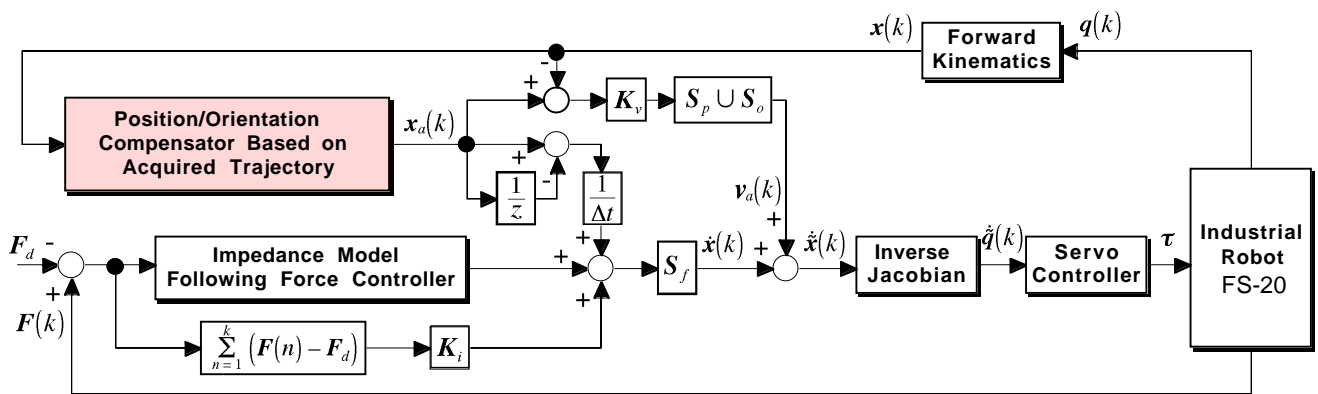 x(k)
Forward
Kinematics
q(k)
-
+
K_v
S_p ∪ S_o
Position/Orientation
Compensator Based on
Acquired Trajectory
x_a(k)
+
-
1/z
1/Δt
v_a(k)
+
F_d
-
+
F(k)
Impedance Model
Following Force Controller
+
+
+
S_f
ẋ(k)
+
x̃̇(k)
Inverse
Jacobian
q̃̇(k)
Servo
Controller
τ
Industrial
Robot
FS-20
∑_{n=1}^{k} (F(n) − F_d)
K_i